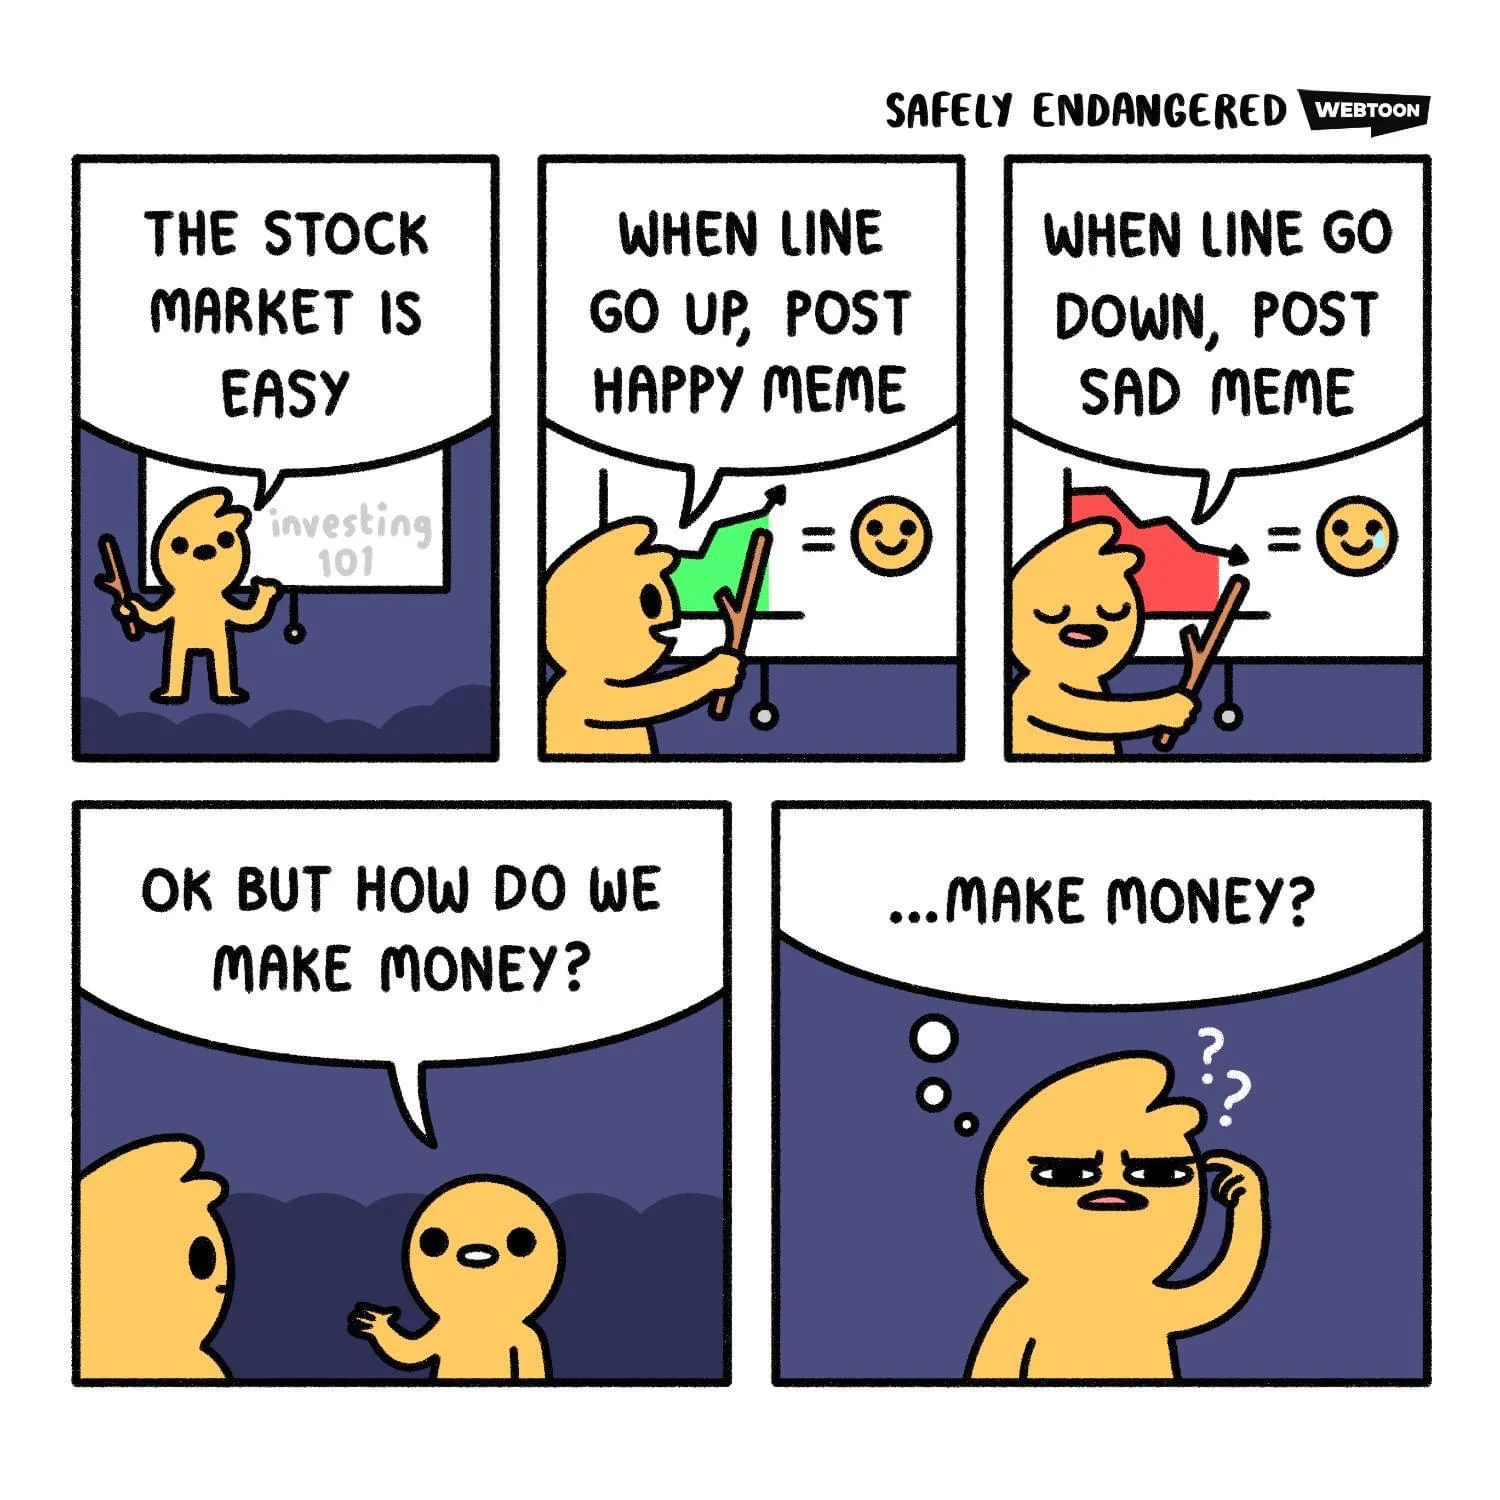 SAFELY ENDANGERED WEBTOON
THE STOCK
MARKET IS
EASY
investing
101
WHEN LINE
GO UP, POST
HAPPY MEME
=
WHEN LINE GO
DOWN, POST
SAD MEME
=
OK BUT HOW DO WE
MAKE MONEY?
...MAKE MONEY?
?
?